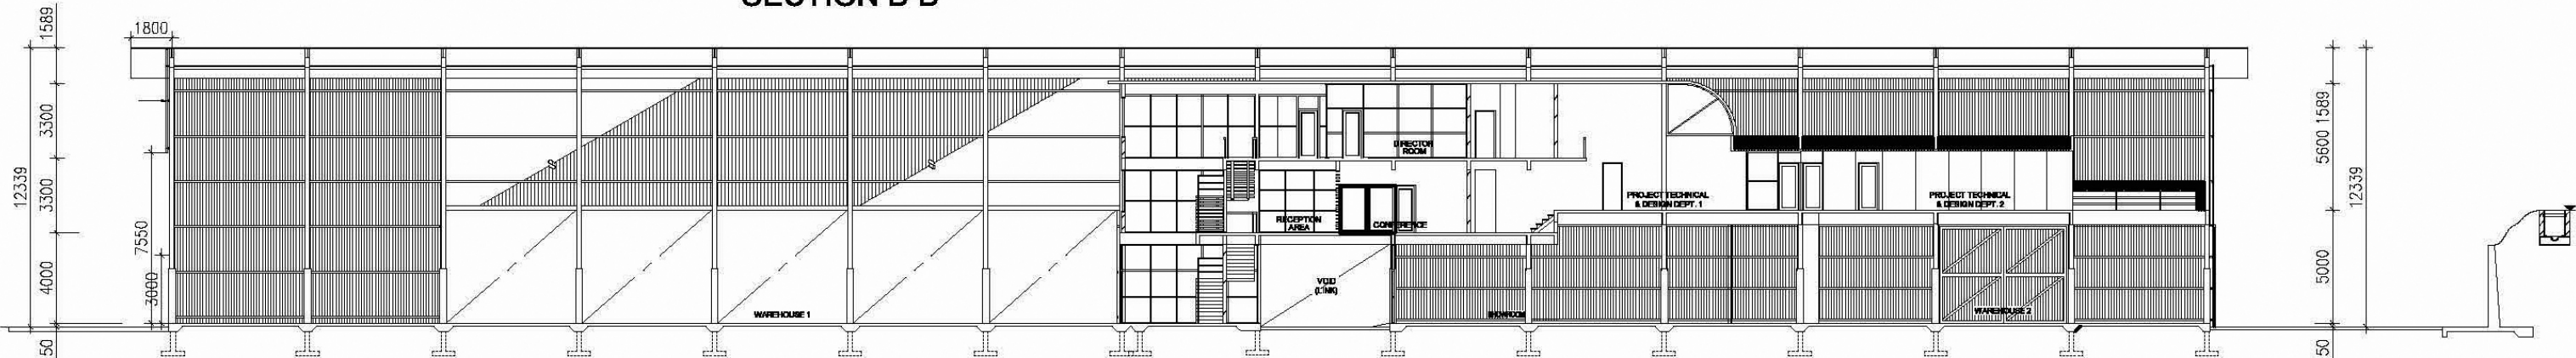 SECTION B-B
1800
1589
3300
3300
4000
50
12339
7550
3000
DIRECTOR
ROOM
RECEPTION
AREA
CONFERENCE
VOID
(LINK)
WAREHOUSE 1
SHOWROOM
PROJECT TECHNICAL
& DESIGN DEPT. 1
PROJECT TECHNICAL
& DESIGN DEPT. 2
WAREHOUSE 2
1589
5600
5000
50
12339